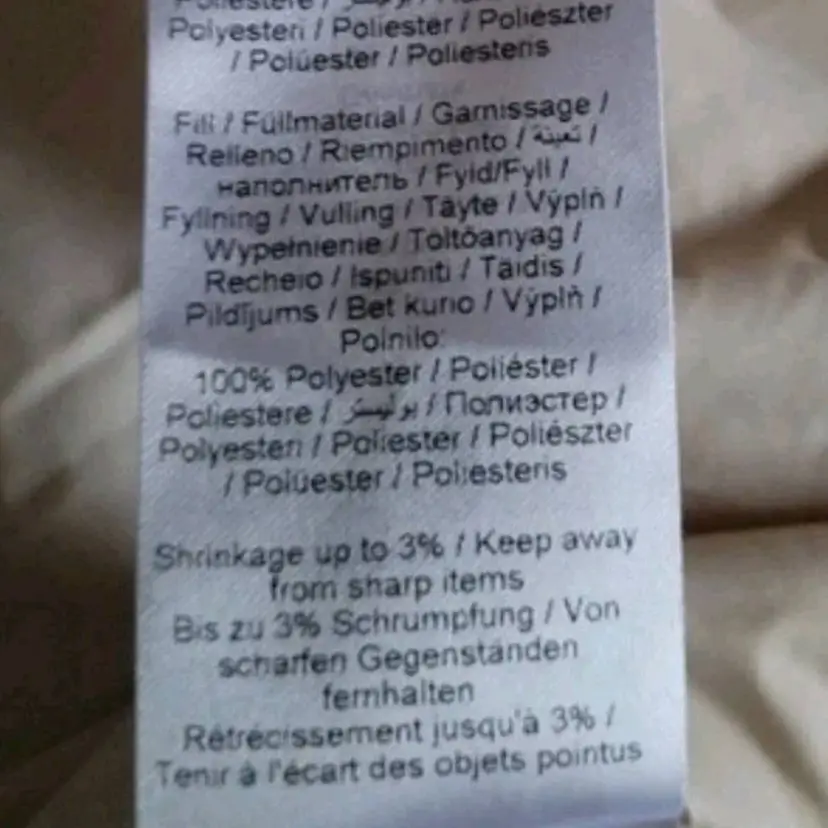 Polyesteri / Poliester / Poliészter
/ Polüester / Poliesteris
Fill / Füllmaterial / Garnissage /
Relleno / Riempimento / تعبئة /
наполнитель / Fyld/Fyll /
Fyllning / Vulling / Täyte / Výplň /
Wypełnienie / Töltőanyag /
Recheio / Ispuniti / Täidis /
Pildījums / Bet kurio / Výplň /
Polnilo:
100% Polyester / Poliéster /
Poliestere / بوليستر / Полиэстер /
Polyesteri / Poliester / Poliészter
/ Polüester / Poliesteris
Shrinkage up to 3% / Keep away
from sharp items
Bis zu 3% Schrumpfung / Von
scharfen Gegenständen
fernhalten
Rétrécissement jusqu'à 3% /
Tenir à l'écart des objets pointus